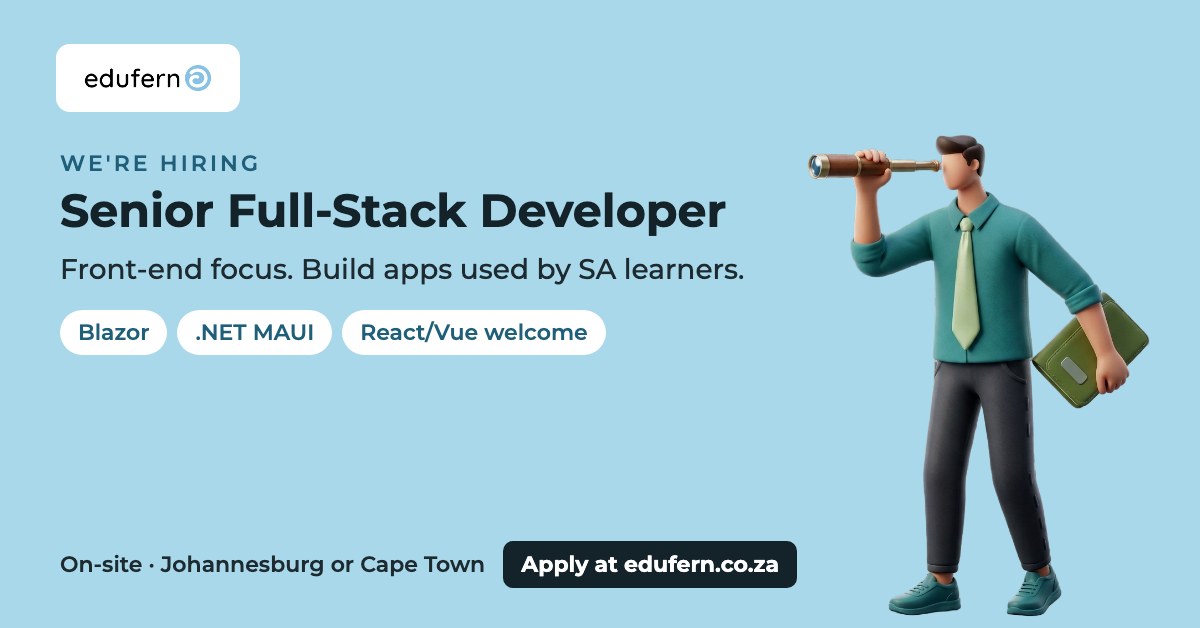 edufern
WE'RE HIRING
Senior Full-Stack Developer
Front-end focus. Build apps used by SA learners.
Blazor .NET MAUI React/Vue welcome
On-site · Johannesburg or Cape Town Apply at edufern.co.za